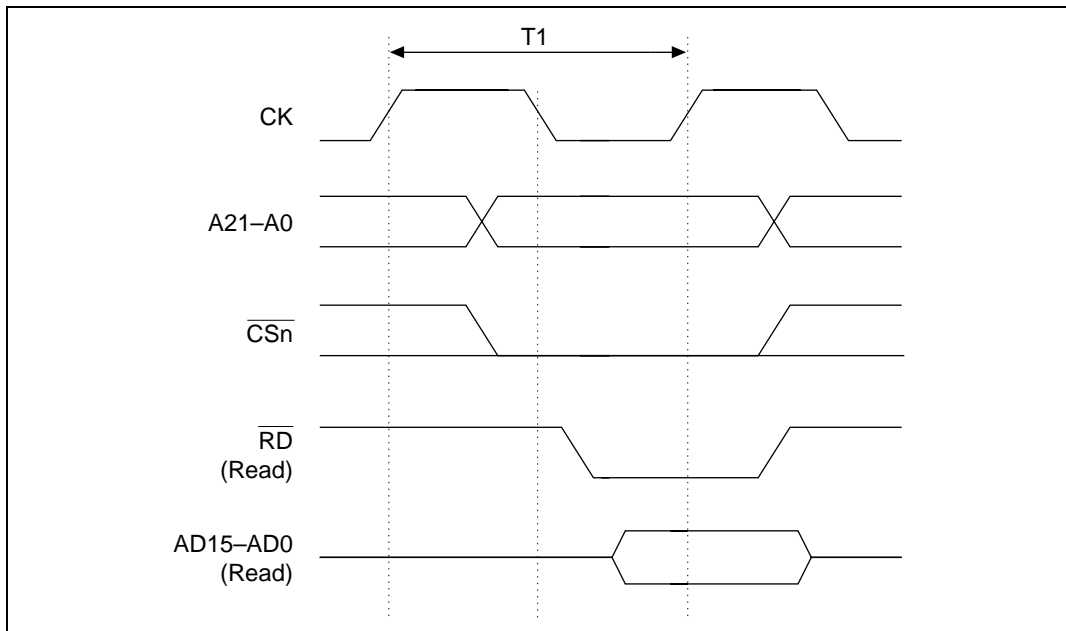 T1
CK
A21–A0
CSn
RD
(Read)
AD15–AD0
(Read)